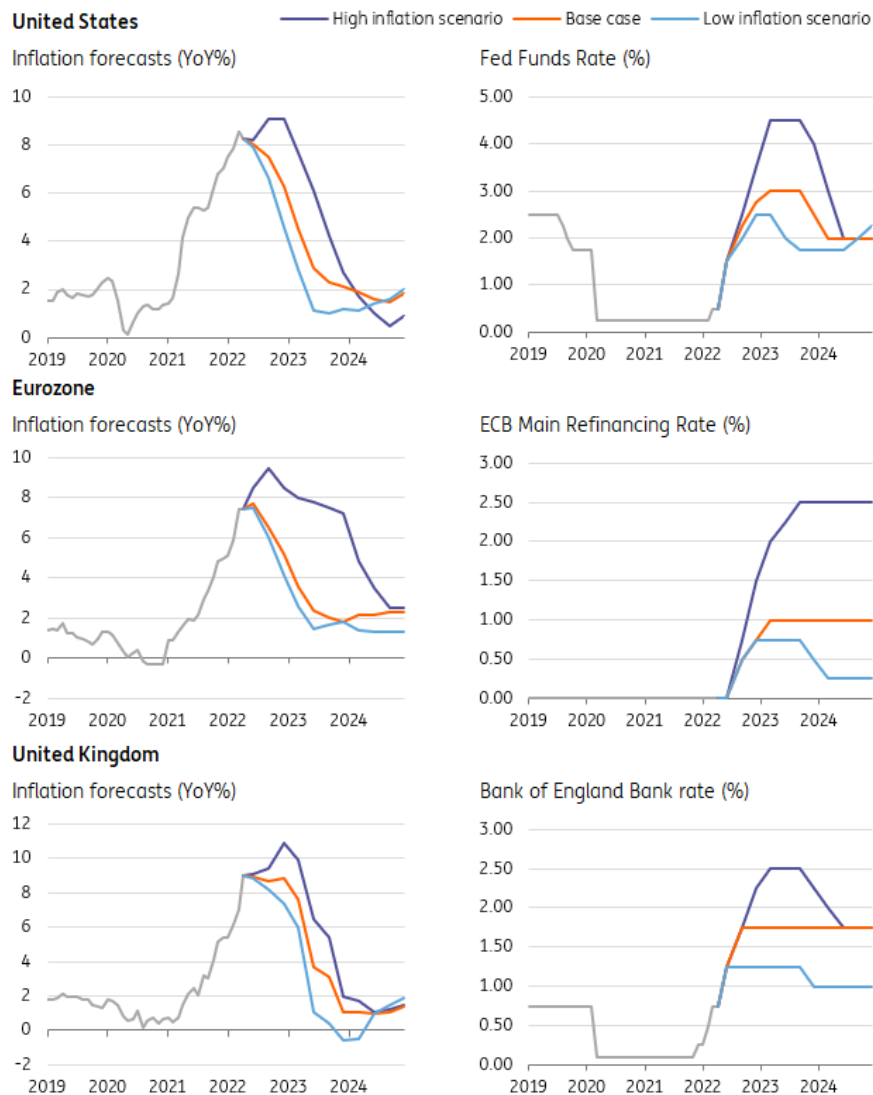 United States
High inflation scenario Base case Low inflation scenario
Inflation forecasts (YoY%)
10
8
6
4
2
0
2019 2020 2021 2022 2023 2024
Fed Funds Rate (%)
5.00
4.00
3.00
2.00
1.00
0.00
2019 2020 2021 2022 2023 2024
Eurozone
Inflation forecasts (YoY%)
10
8
6
4
2
0
-2
2019 2020 2021 2022 2023 2024
ECB Main Refinancing Rate (%)
3.00
2.50
2.00
1.50
1.00
0.50
0.00
2019 2020 2021 2022 2023 2024
United Kingdom
Inflation forecasts (YoY%)
12
10
8
6
4
2
0
-2
2019 2020 2021 2022 2023 2024
Bank of England Bank rate (%)
3.00
2.50
2.00
1.50
1.00
0.50
0.00
2019 2020 2021 2022 2023 2024